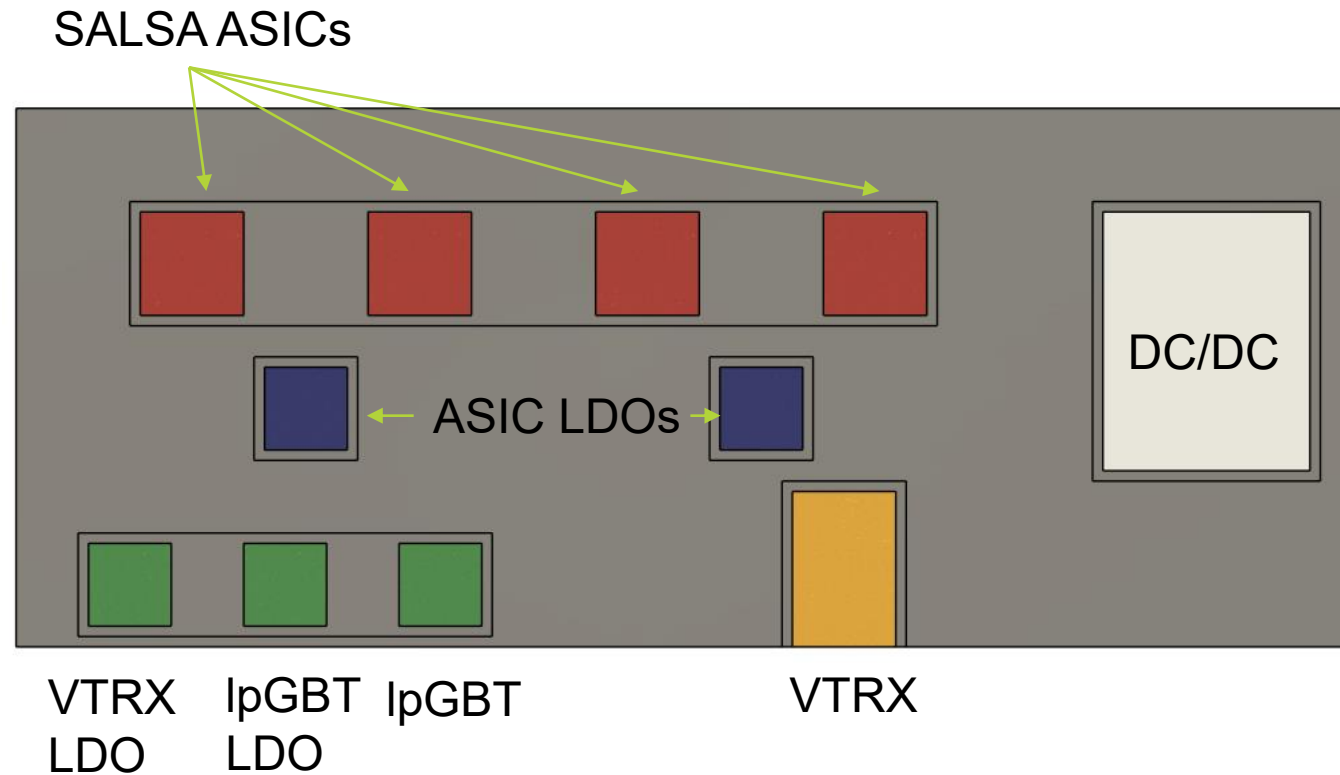 SALSA ASICs
DC/DC
ASIC LDOs
VTRX
LDO
lpGBT
LDO
lpGBT
VTRX